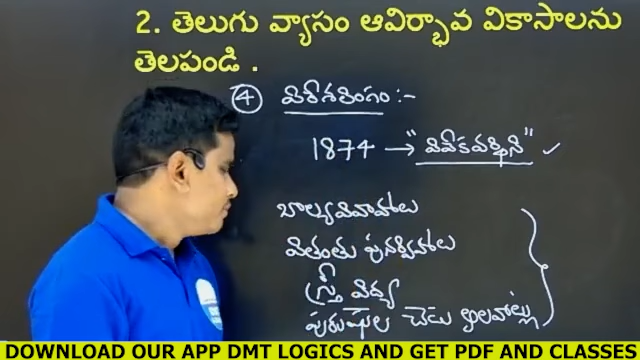 2. తెలుగు వ్యాసం ఆవిర్భావ వికాసాలను
తెలపండి .
④ వీరేశలింగం :-
1874 → "వివేకవర్ధిని" ✓
బాల్యవివాహాలు
వితంతు పునర్వివాహాలు
స్త్రీ విద్య
పురుషుల చెడు అలవాట్లు
DOWNLOAD OUR APP DMT LOGICS AND GET PDF AND CLASSES